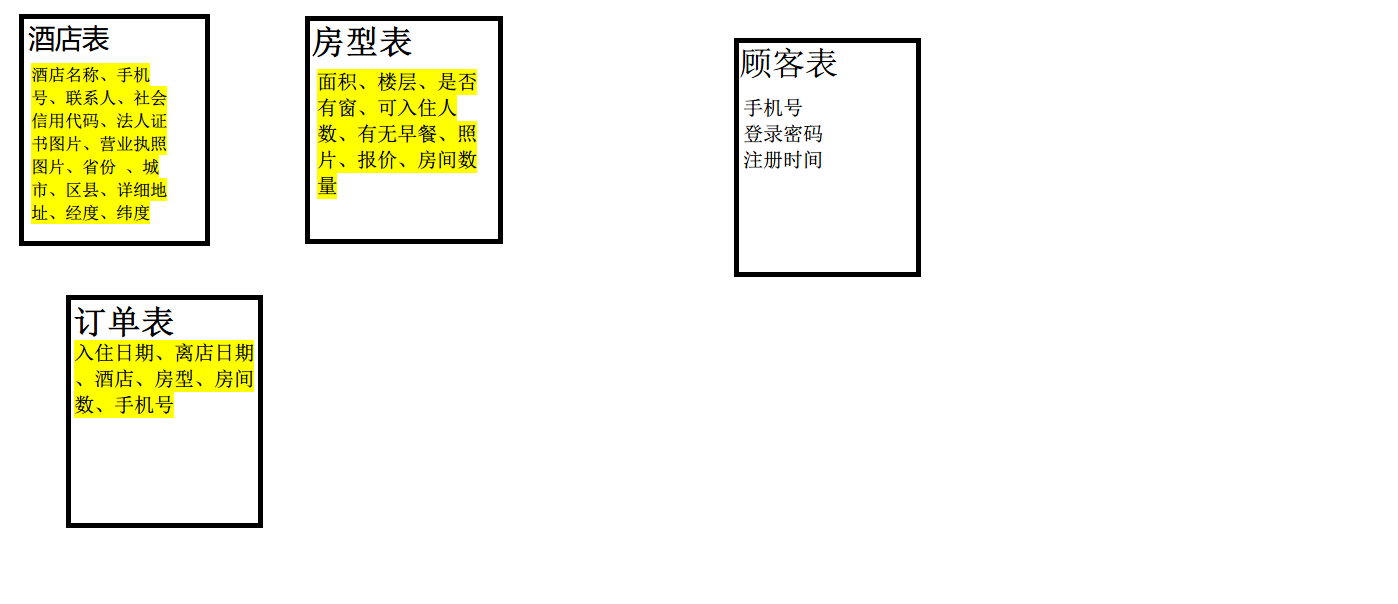 酒店表
酒店名称、手机
号、联系人、社会
信用代码、法人证
书图片、营业执照
图片、省份 、城
市、区县、详细地
址、经度、纬度
房型表
面积、楼层、是否
有窗、可入住人
数、有无早餐、照
片、报价、房间数
量
顾客表
手机号
登录密码
注册时间
订单表
入住日期、离店日期
、酒店、房型、房间
数、手机号